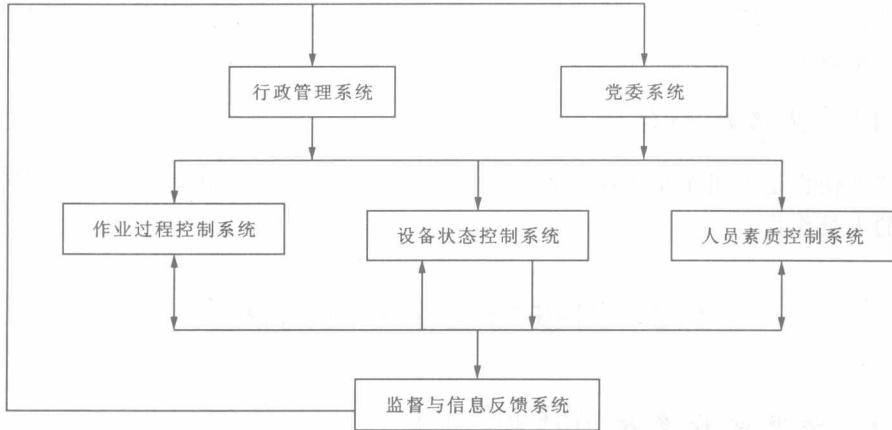 行政管理系统
党委系统
作业过程控制系统
设备状态控制系统
人员素质控制系统
监督与信息反馈系统